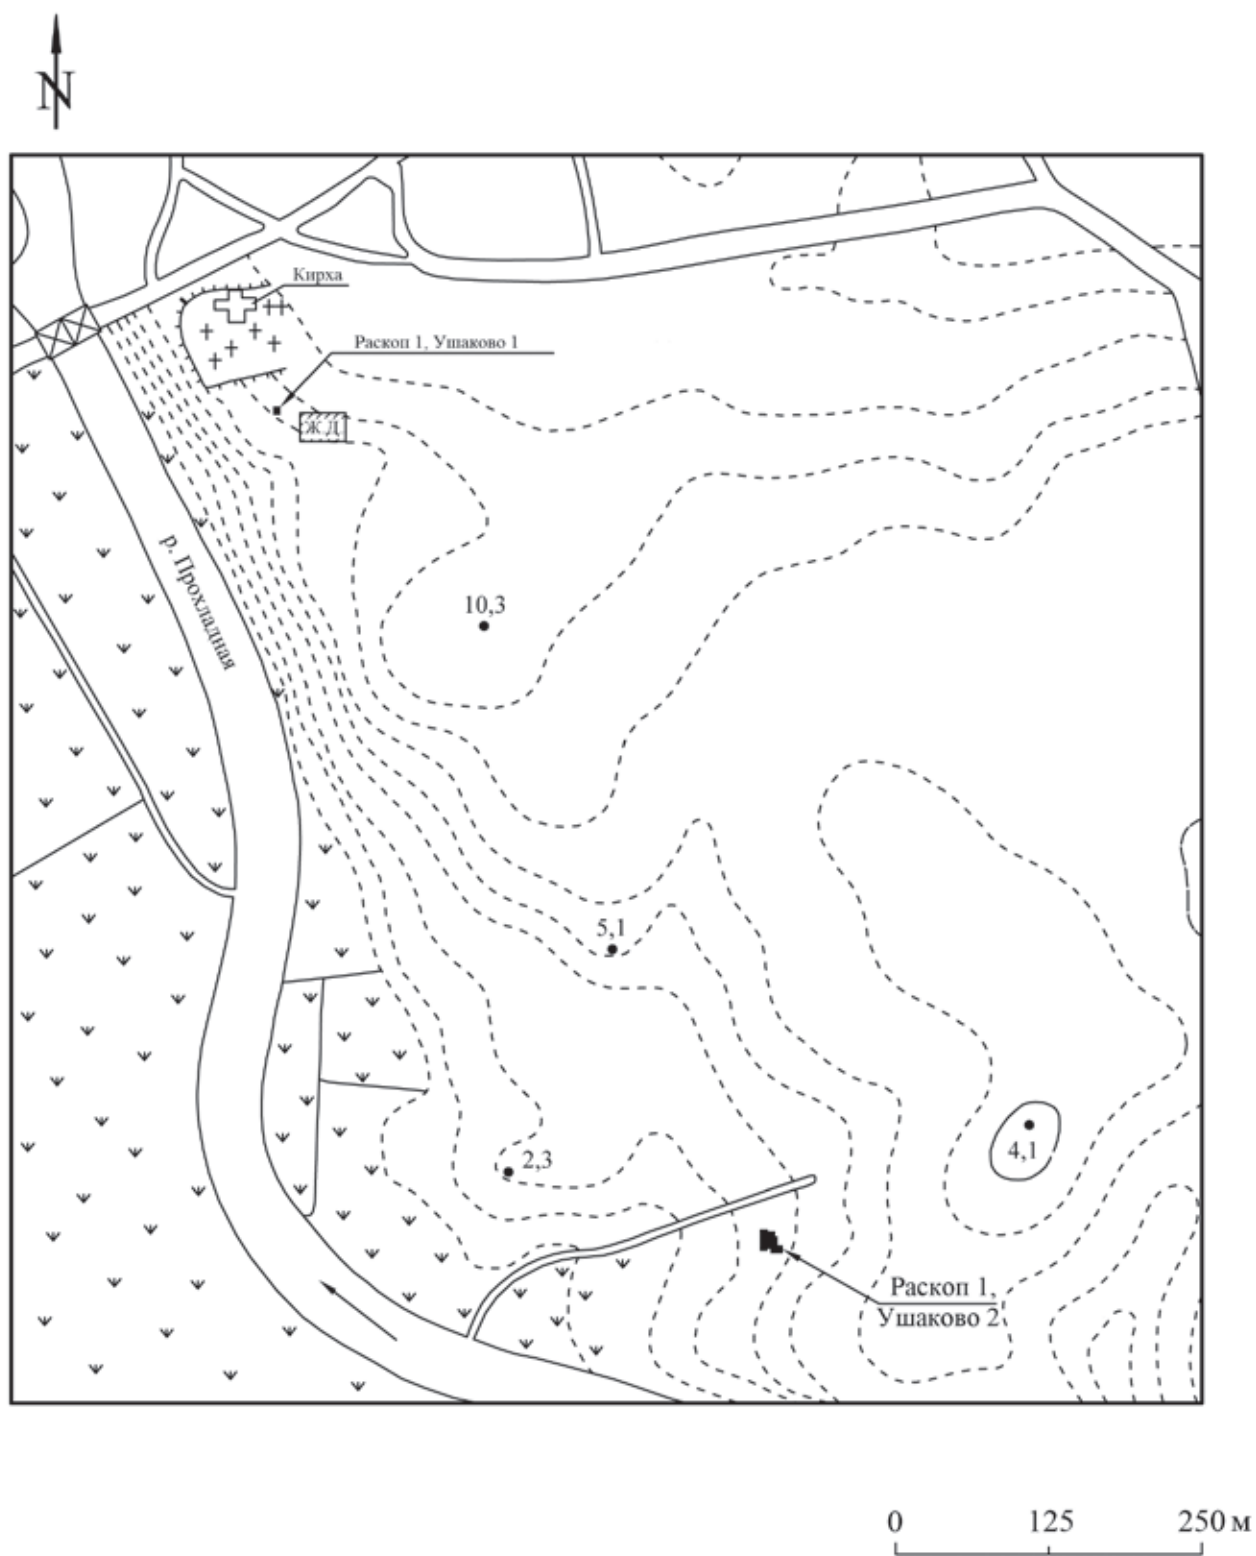 N
Кирха
Раскоп 1, Ушаково 1
Ж.Д.
р. Прохладная
10,3
5,1
2,3
4,1
Раскоп 1,
Ушаково 2
0 125 250 м